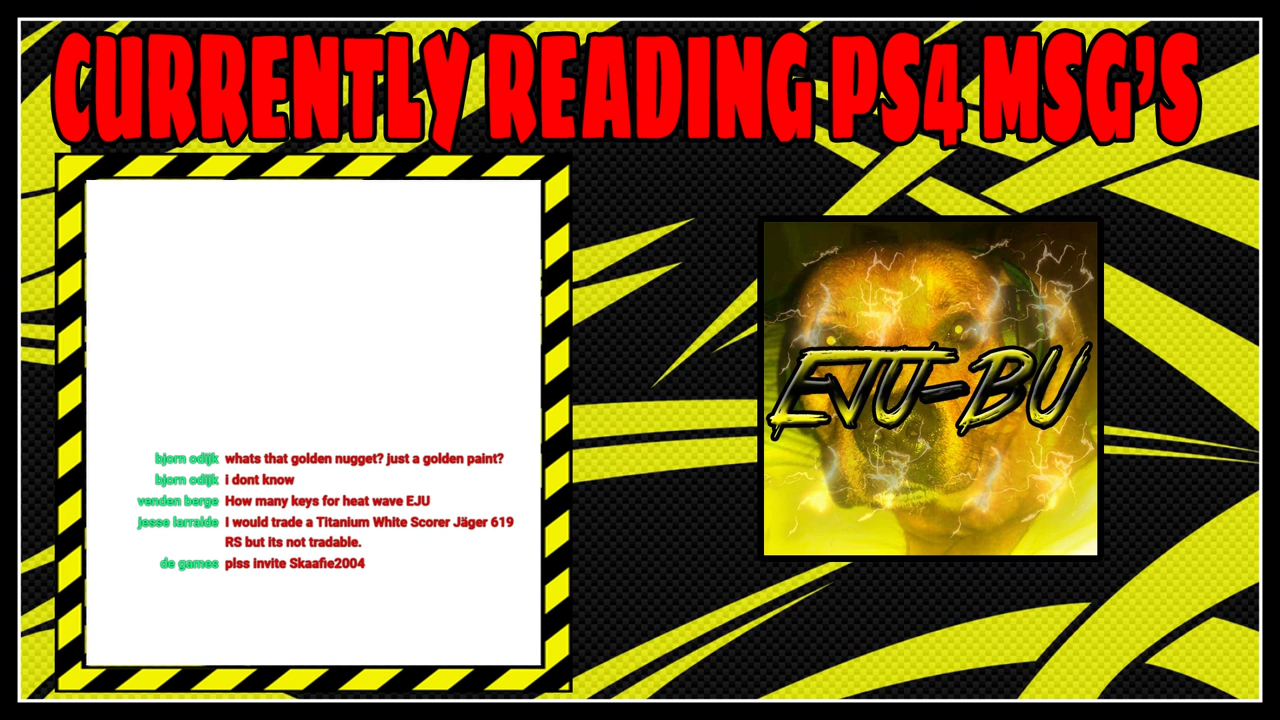 CURRENTLY READING PS4 MSG'S
EJU-BU
bjorn odijk whats that golden nugget? just a golden paint?
bjorn odijk i dont know
venden berge How many keys for heat wave EJU
jesse larralde I would trade a Titanium White Scorer Jäger 619
RS but its not tradable.
de games plss invite Skaafie2004